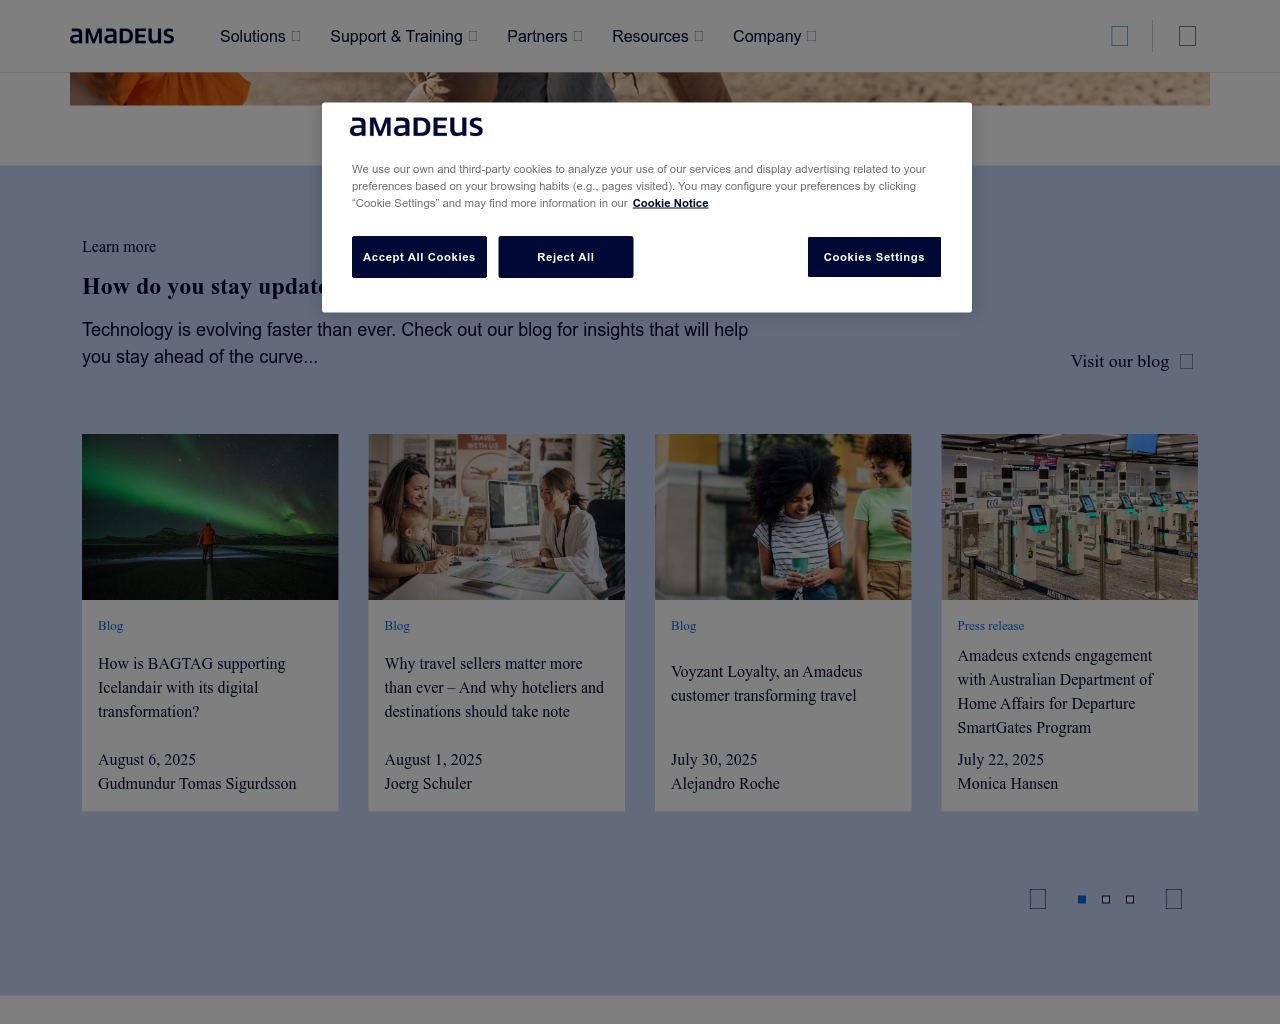 amadeus
Solutions
Support & Training
Partners
Resources
Company
amadeus
We use our own and third-party cookies to analyze your use of our services and display advertising related to your
preferences based on your browsing habits (e.g., pages visited). You may configure your preferences by clicking
“Cookie Settings” and may find more information in our Cookie Notice
Accept All Cookies
Reject All
Cookies Settings
Learn more
How do you stay update
Technology is evolving faster than ever. Check out our blog for insights that will help
you stay ahead of the curve...
Visit our blog
TRAVEL
WITH US
Blog
How is BAGTAG supporting
Icelandair with its digital
transformation?
August 6, 2025
Gudmundur Tomas Sigurdsson
Blog
Why travel sellers matter more
than ever – And why hoteliers and
destinations should take note
August 1, 2025
Joerg Schuler
Blog
Voyzant Loyalty, an Amadeus
customer transforming travel
July 30, 2025
Alejandro Roche
Press release
Amadeus extends engagement
with Australian Department of
Home Affairs for Departure
SmartGates Program
July 22, 2025
Monica Hansen